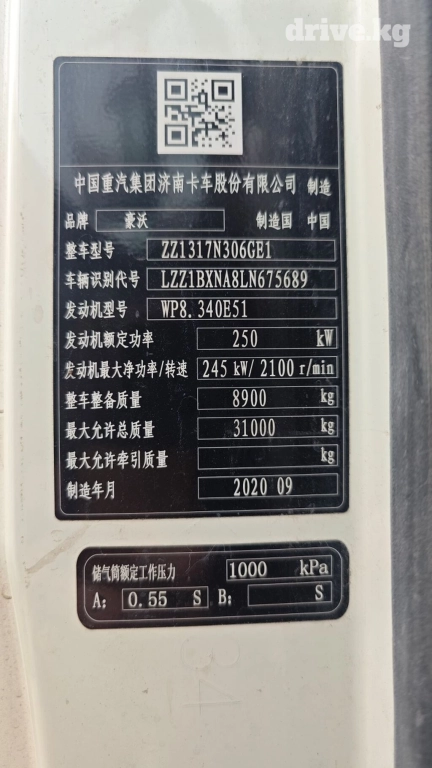 drive.kg
中国重汽集团济南卡车股份有限公司 制造
品牌 豪沃 制造国 中国
整车型号 ZZ1317N306GE1
车辆识别代号 LZZ1BXNA8LN675689
发动机型号 WP8.340E51
发动机额定功率 250 kW
发动机最大净功率/转速 245 kW/ 2100 r/min
整车整备质量 8900 kg
最大允许总质量 31000 kg
最大允许牵引质量 kg
制造年月 2020 09
储气筒额定工作压力 1000 kPa
A: 0.55 S B: S